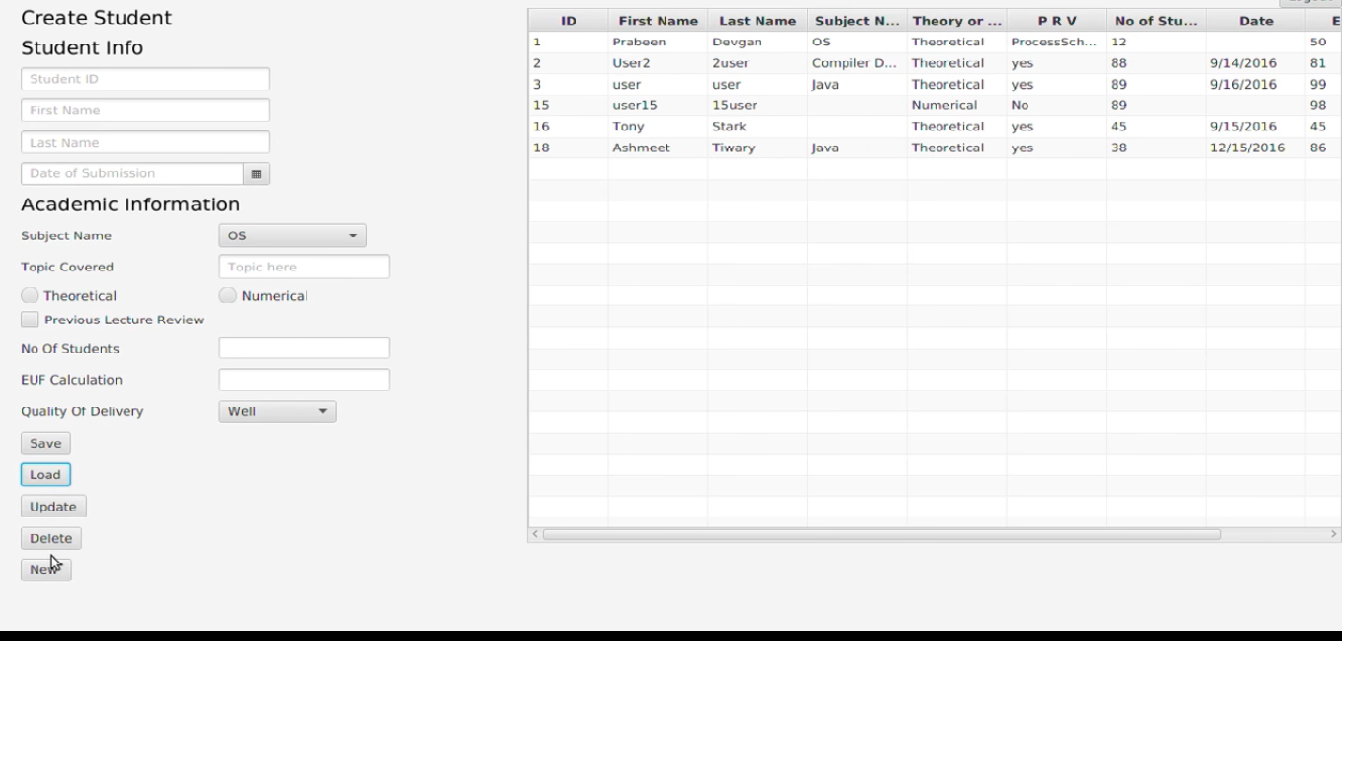 Create Student
Student Info
Student ID
First Name
Last Name
Date of Submission
Academic Information
Subject Name OS
Topic Covered Topic here
Theoretical Numerical
Previous Lecture Review
No Of Students
EUF Calculation
Quality Of Delivery Well
Save
Load
Update
Delete
New
ID First Name Last Name Subject N... Theory or ... P R V No of Stu... Date E
1 Prabeen Devgan OS Theoretical ProcessSch... 12 50
2 User2 2user Compiler D... Theoretical yes 88 9/14/2016 81
3 user user Java Theoretical yes 89 9/16/2016 99
15 user15 15user Numerical No 89 98
16 Tony Stark Theoretical yes 45 9/15/2016 45
18 Ashmeet Tiwary Java Theoretical yes 38 12/15/2016 86